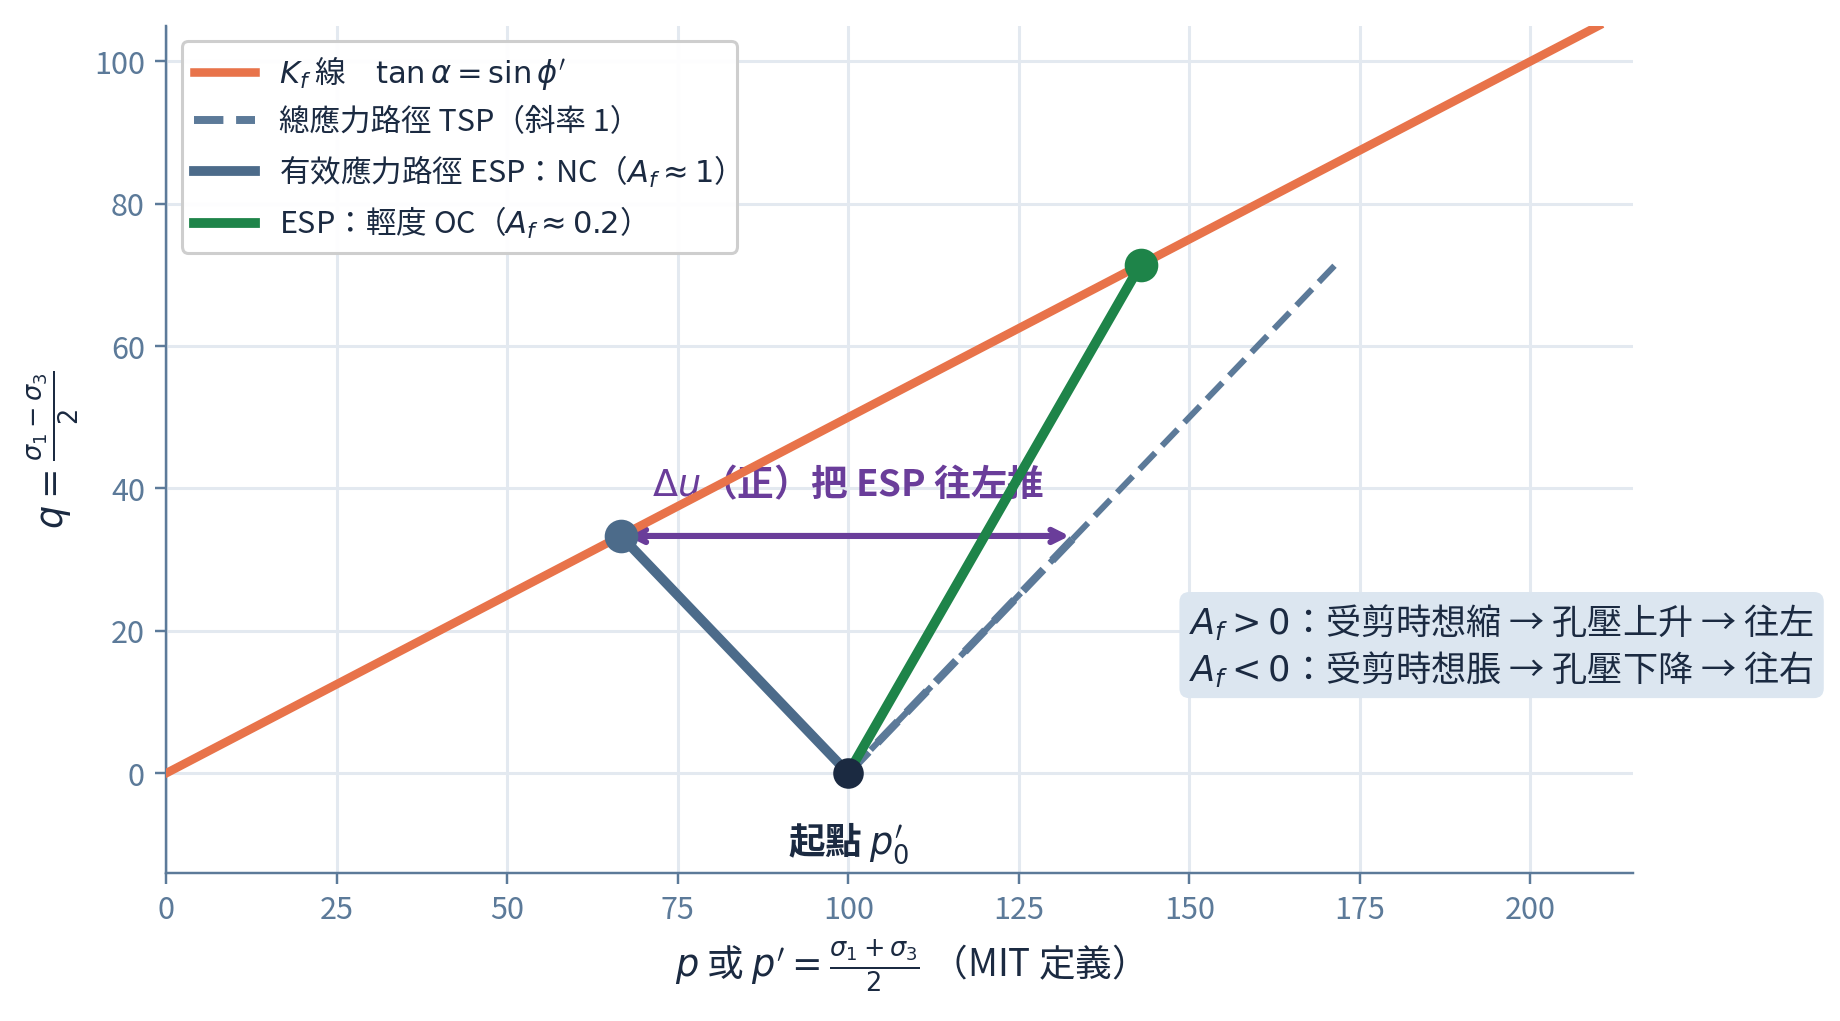 K_f 線 tan α = sin ϕ′
總應力路徑 TSP（斜率 1）
有效應力路徑 ESP：NC（A_f ≈ 1）
ESP：輕度 OC（A_f ≈ 0.2）
100
80
60
40
20
0
q = (σ₁ − σ₃)/2
Δu（正）把 ESP 往左推
A_f > 0：受剪時想縮 → 孔壓上升 → 往左
A_f < 0：受剪時想脹 → 孔壓下降 → 往右
起點 p′₀
0 25 50 75 100 125 150 175 200
p 或 p′ = (σ₁ + σ₃)/2 （MIT 定義）